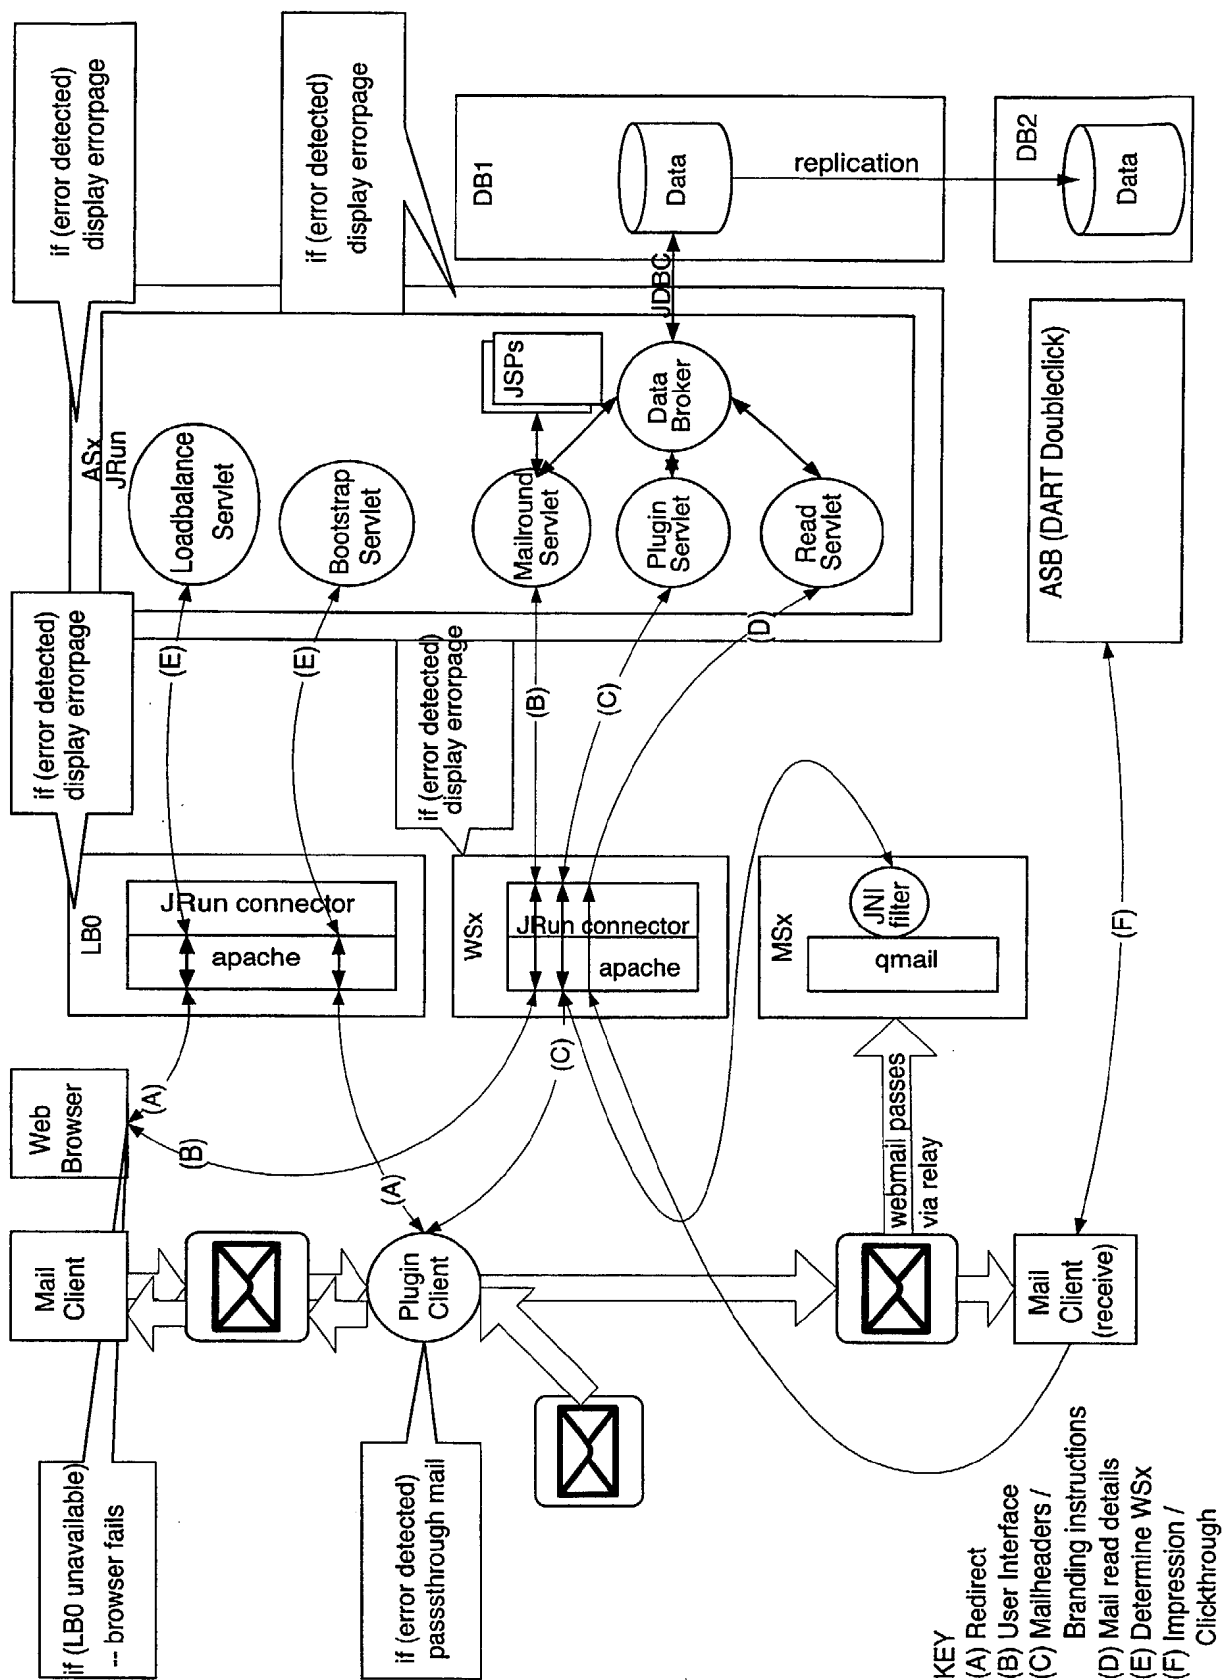 if (error detected)
display errorpage
if (error detected)
display errorpage
DB1
Data
replication
DB2
Data
JDBC
ASx
JRun
Loadbalance
Servlet
Bootstrap
Servlet
JSPs
Mailround
Servlet
Data
Broker
Plugin
Servlet
Read
Servlet
ASB (DART Doubleclick)
if (error detected)
display errorpage
if (error detected)
display errorpage
(E)
(E)
(B)
(C)
(D)
(F)
LB0
JRun connector
apache
WSx
JRun connector
apache
MSx
JNI
filter
qmail
Web
Browser
(A)
(B)
(A)
(C)
webmail passes
via relay
Mail
Client
Plugin
Client
Mail
Client
(receive)
if (LB0 unavailable)
-- browser fails
if (error detected)
passsthrough mail
KEY
(A) Redirect
(B) User Interface
(C) Mailheaders /
Branding instructions
(D) Mail read details
(E) Determine WSx
(F) Impression /
Clickthrough